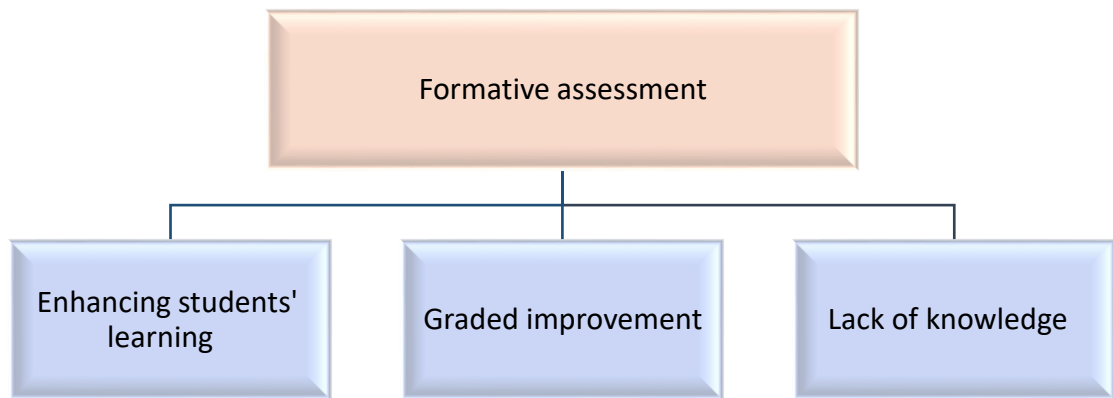 Formative assessment
Enhancing students'
learning
Graded improvement
Lack of knowledge